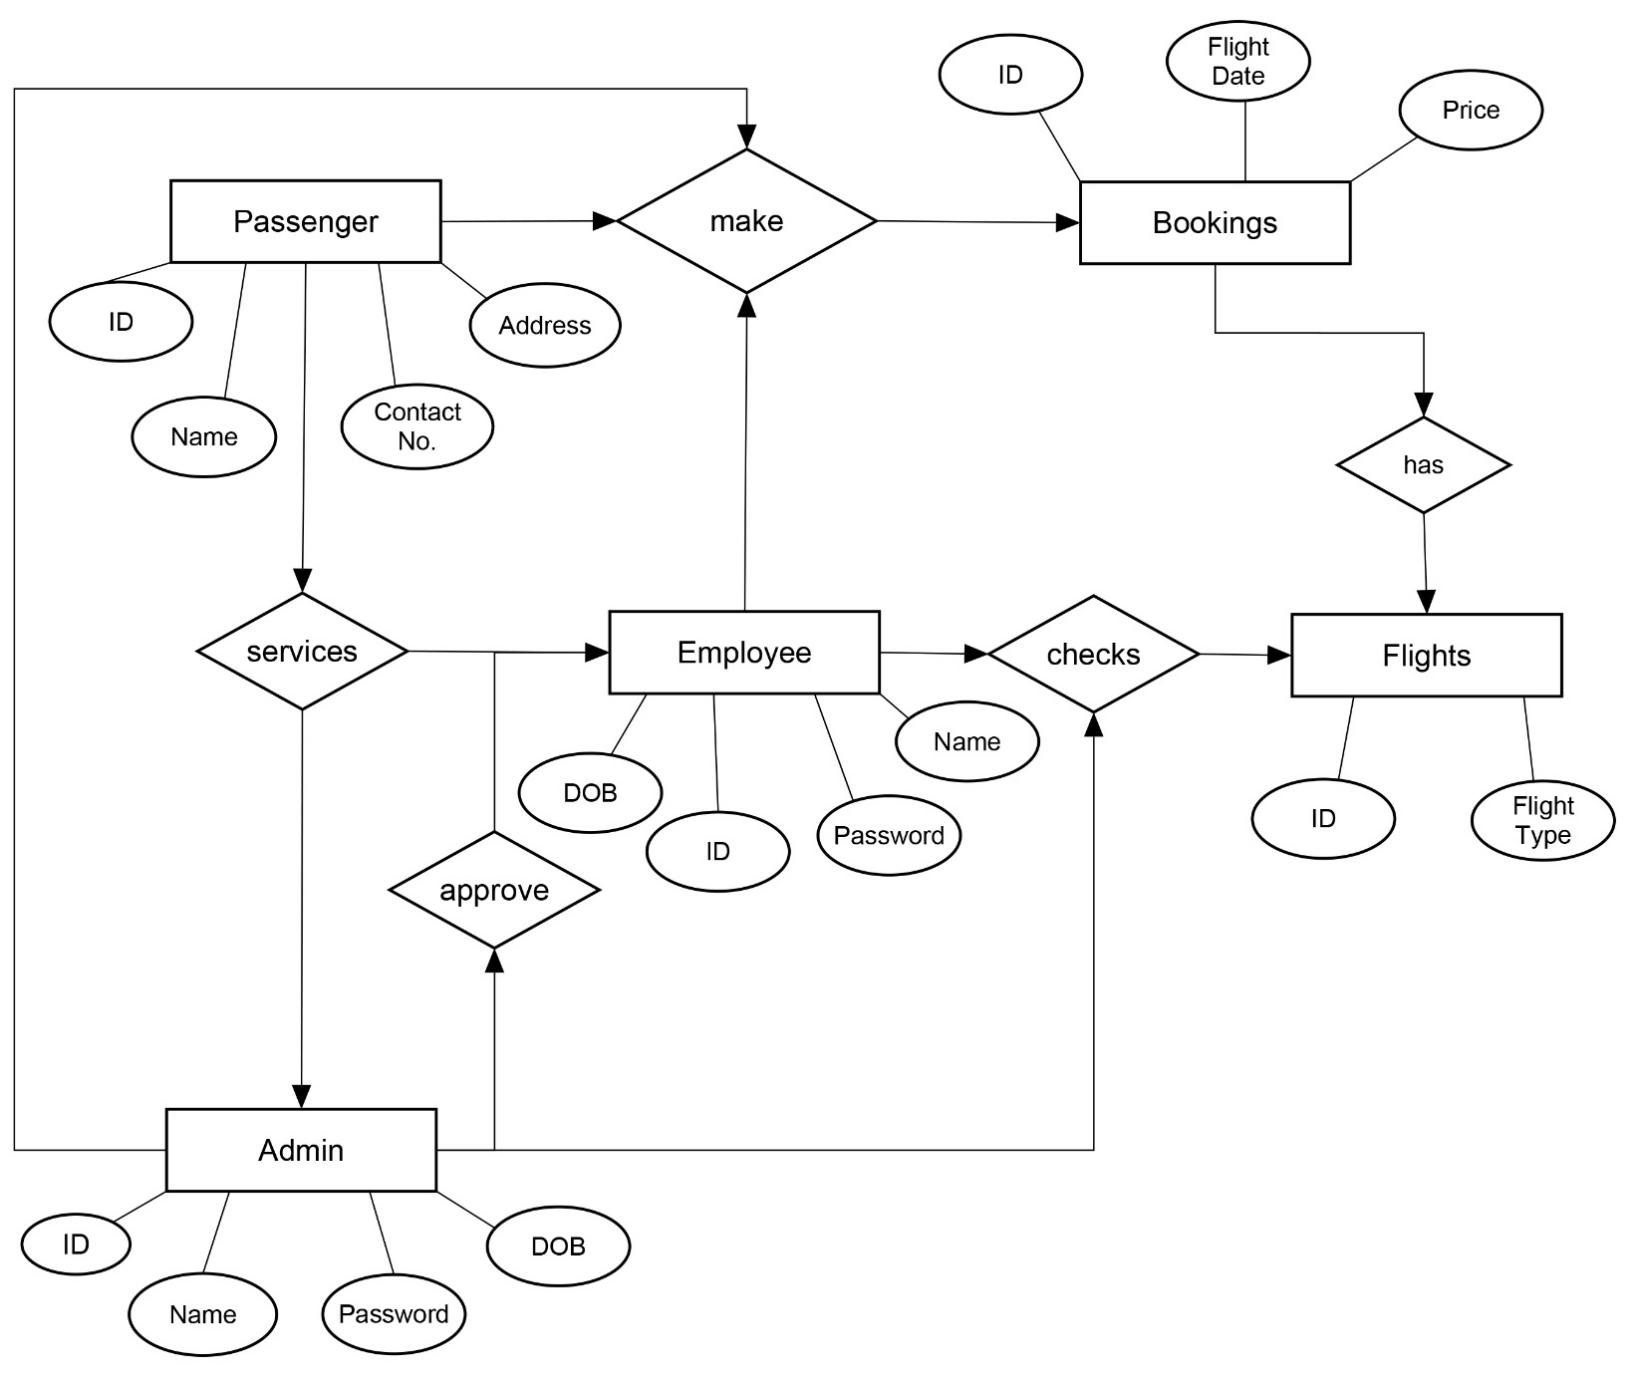 ID
Flight
Date
Price
Passenger
make
Bookings
ID
Address
Name
Contact
No.
has
services
Employee
checks
Flights
Name
DOB
ID
Password
ID
Flight
Type
approve
Admin
ID
Name
Password
DOB